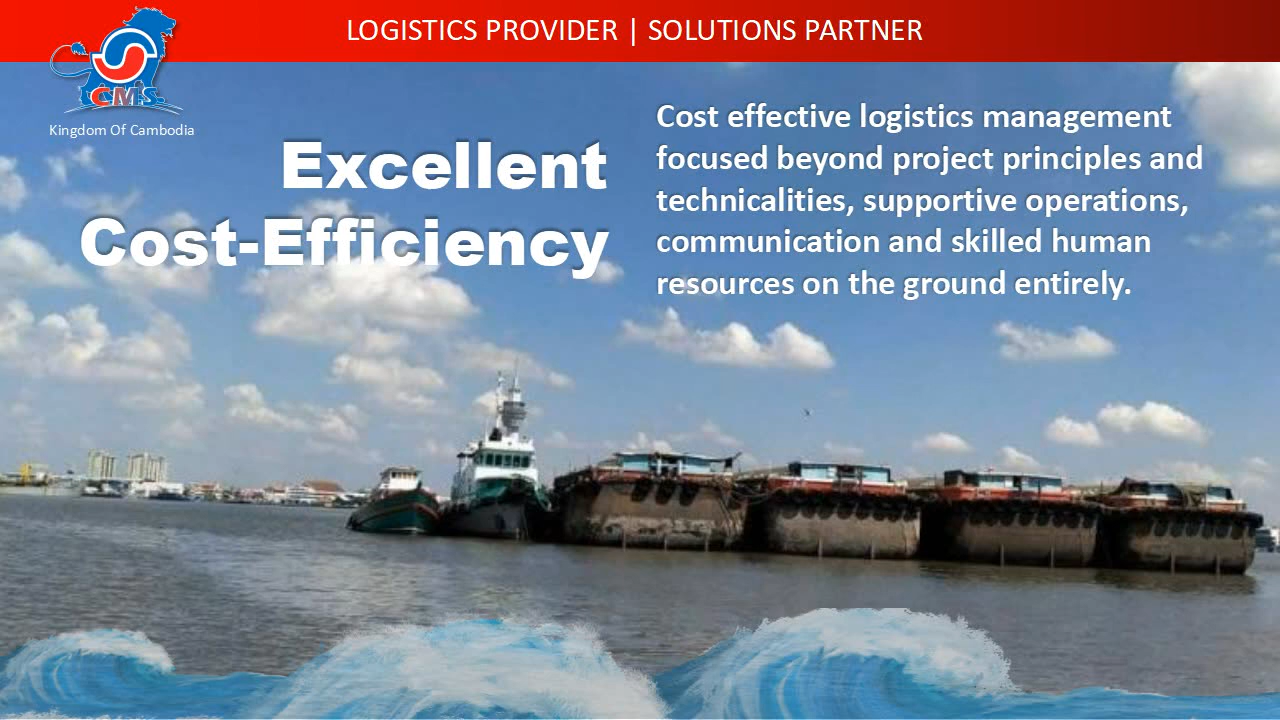 LOGISTICS PROVIDER | SOLUTIONS PARTNER
C.M.S.
Kingdom Of Cambodia
Excellent
Cost-Efficiency
Cost effective logistics management
focused beyond project principles and
technicalities, supportive operations,
communication and skilled human
resources on the ground entirely.